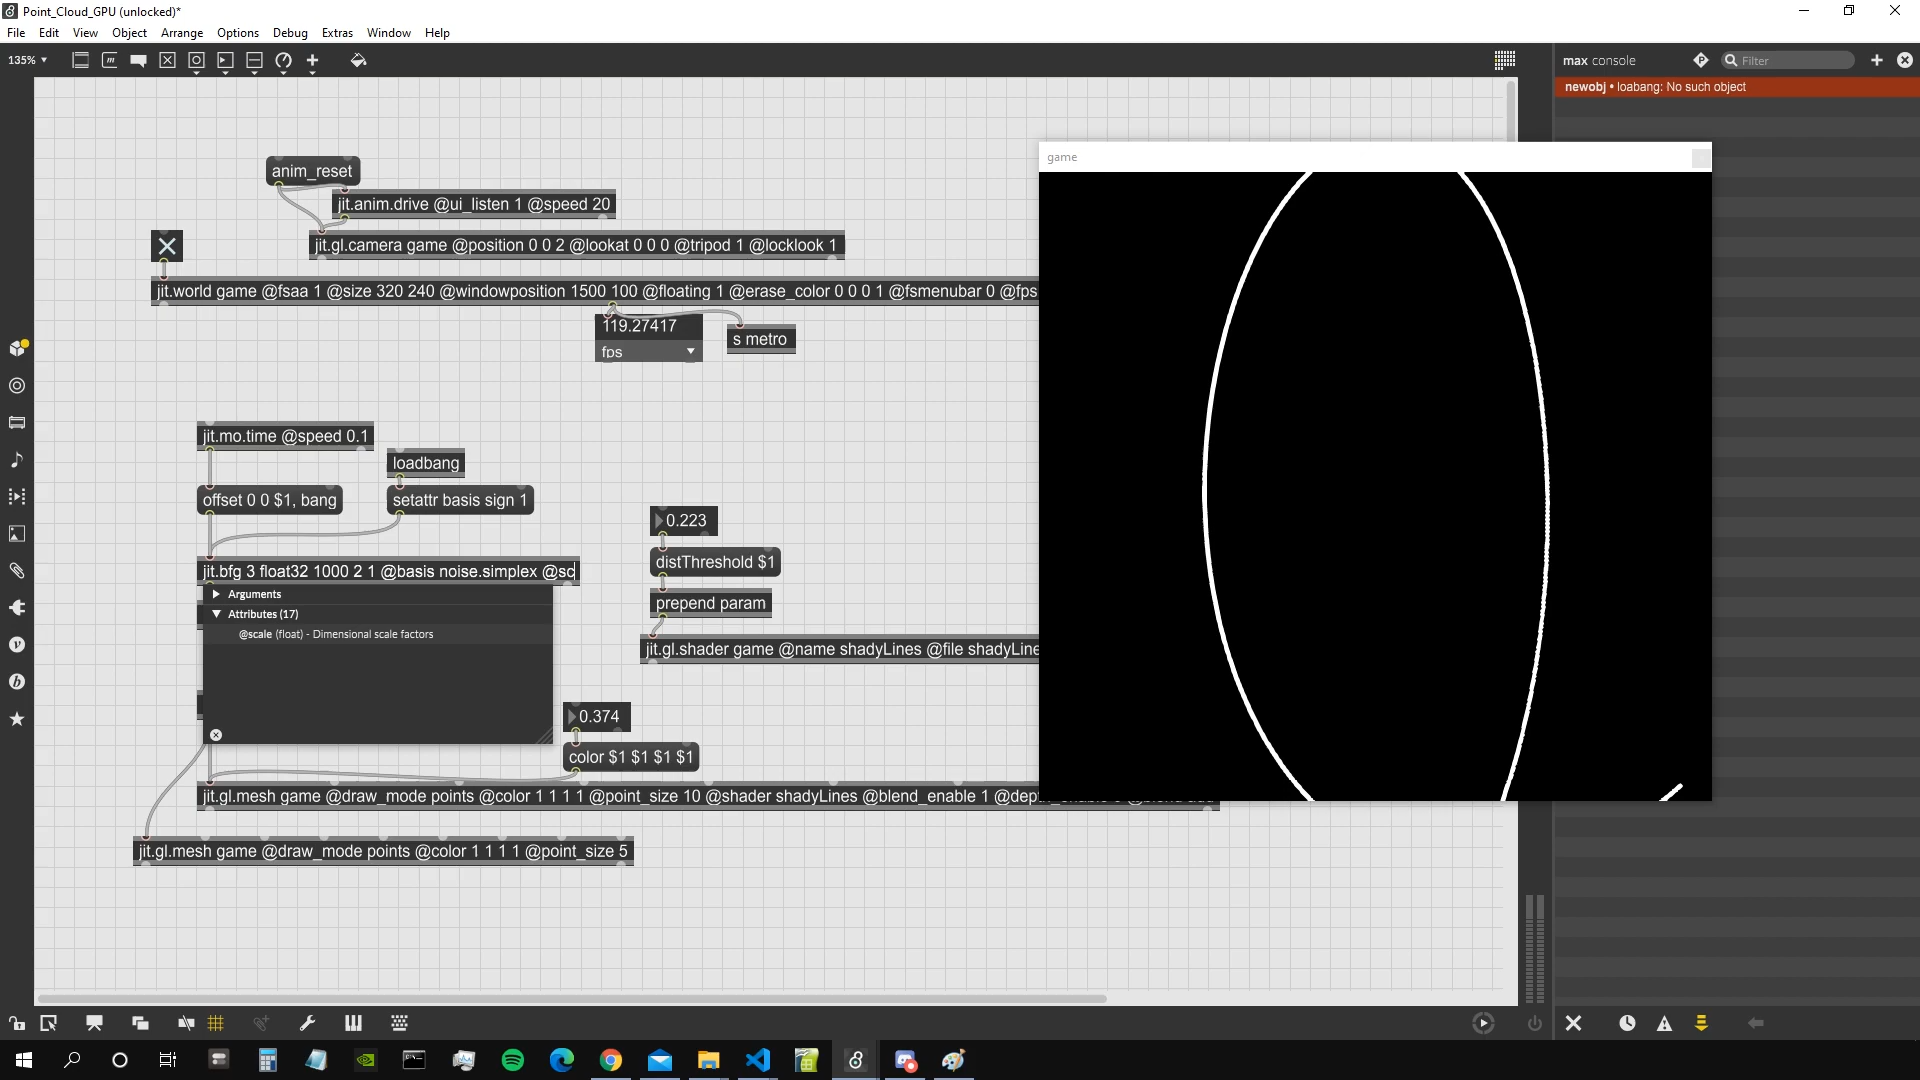 Point_Cloud_GPU (unlocked)*
File Edit View Object Arrange Options Debug Extras Window Help
135%
max console
Filter
newobj • loabang: No such object
game
anim_reset
jit.anim.drive @ui_listen 1 @speed 20
jit.gl.camera game @position 0 0 2 @lookat 0 0 0 @tripod 1 @locklook 1
jit.world game @fsaa 1 @size 320 240 @windowposition 1500 100 @floating 1 @erase_color 0 0 0 1 @fsmenubar 0 @fps
119.27417
fps
s metro
jit.mo.time @speed 0.1
loadbang
offset 0 0 $1, bang
setattr basis sign 1
0.223
distThreshold $1
jit.bfg 3 float32 1000 2 1 @basis noise.simplex @sc
Arguments
Attributes (17)
@scale (float) - Dimensional scale factors
prepend param
jit.gl.shader game @name shadyLines @file shadyLine
0.374
color $1 $1 $1 $1
jit.gl.mesh game @draw_mode points @color 1 1 1 1 @point_size 10 @shader shadyLines @blend_enable 1
jit.gl.mesh game @draw_mode points @color 1 1 1 1 @point_size 5